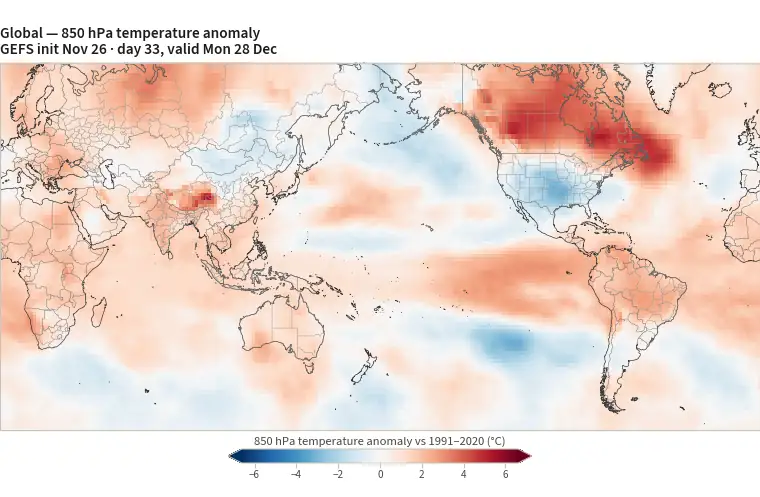 Global — 850 hPa temperature anomaly
GEFS init Nov 26 · day 33, valid Mon 28 Dec
850 hPa temperature anomaly vs 1991–2020 (°C)
−6 −4 −2 0 2 4 6